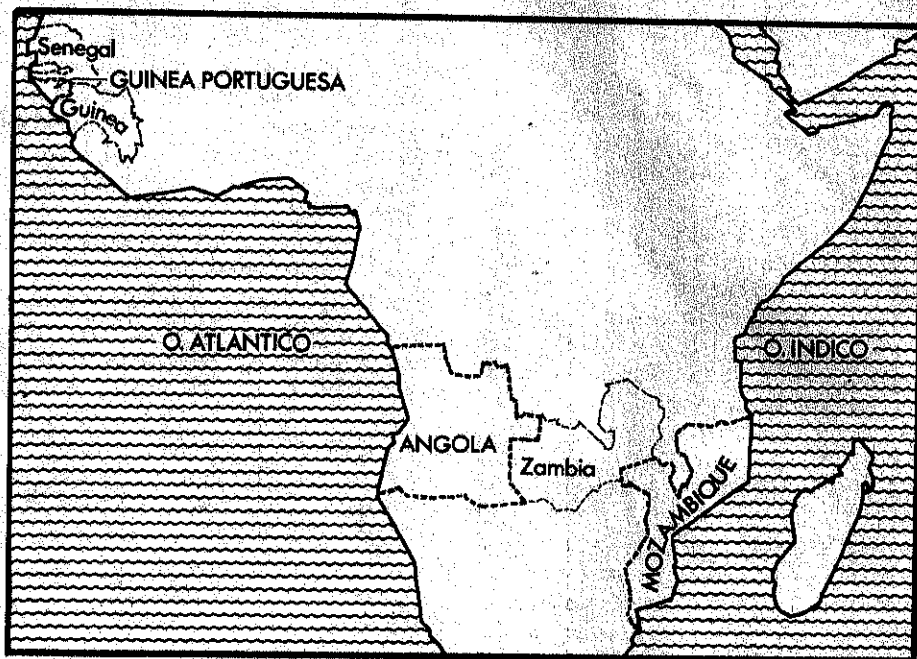 Senegal
GUINEA PORTUGUESA
Guinea
O. ATLANTICO
O. INDICO
ANGOLA
Zambia
MOZAMBIQUE